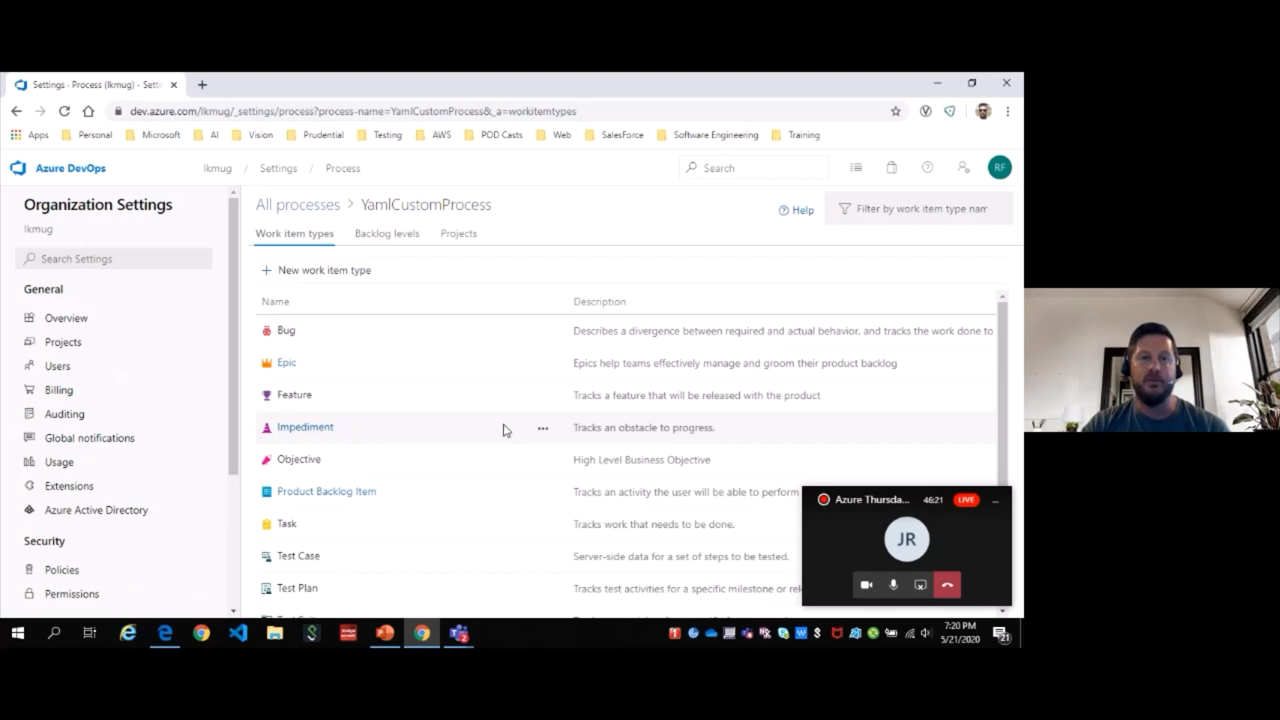 Settings - Process (lkmug) - Sett
dev.azure.com/lkmug/_settings/process?process-name=YamlCustomProcess&_a=workitemtypes
Apps Personal Microsoft AI Vision Prudential Testing AWS POD Casts Web SalesForce Software Engineering Training
Azure DevOps lkmug / Settings / Process Search RF
Organization Settings
lkmug
Search Settings
General
Overview
Projects
Users
Billing
Auditing
Global notifications
Usage
Extensions
Azure Active Directory
Security
Policies
Permissions
All processes > YamlCustomProcess
Help
Filter by work item type nam
Work item types Backlog levels Projects
+ New work item type
Name Description
Bug Describes a divergence between required and actual behavior, and tracks the work done to
Epic Epics help teams effectively manage and groom their product backlog
Feature Tracks a feature that will be released with the product
Impediment ... Tracks an obstacle to progress.
Objective High Level Business Objective
Product Backlog Item Tracks an activity the user will be able to perform
Task Tracks work that needs to be done.
Test Case Server-side data for a set of steps to be tested.
Test Plan Tracks test activities for a specific milestone or rel
Azure Thursda... 46:21 LIVE
JR
7:20 PM
5/21/2020
21